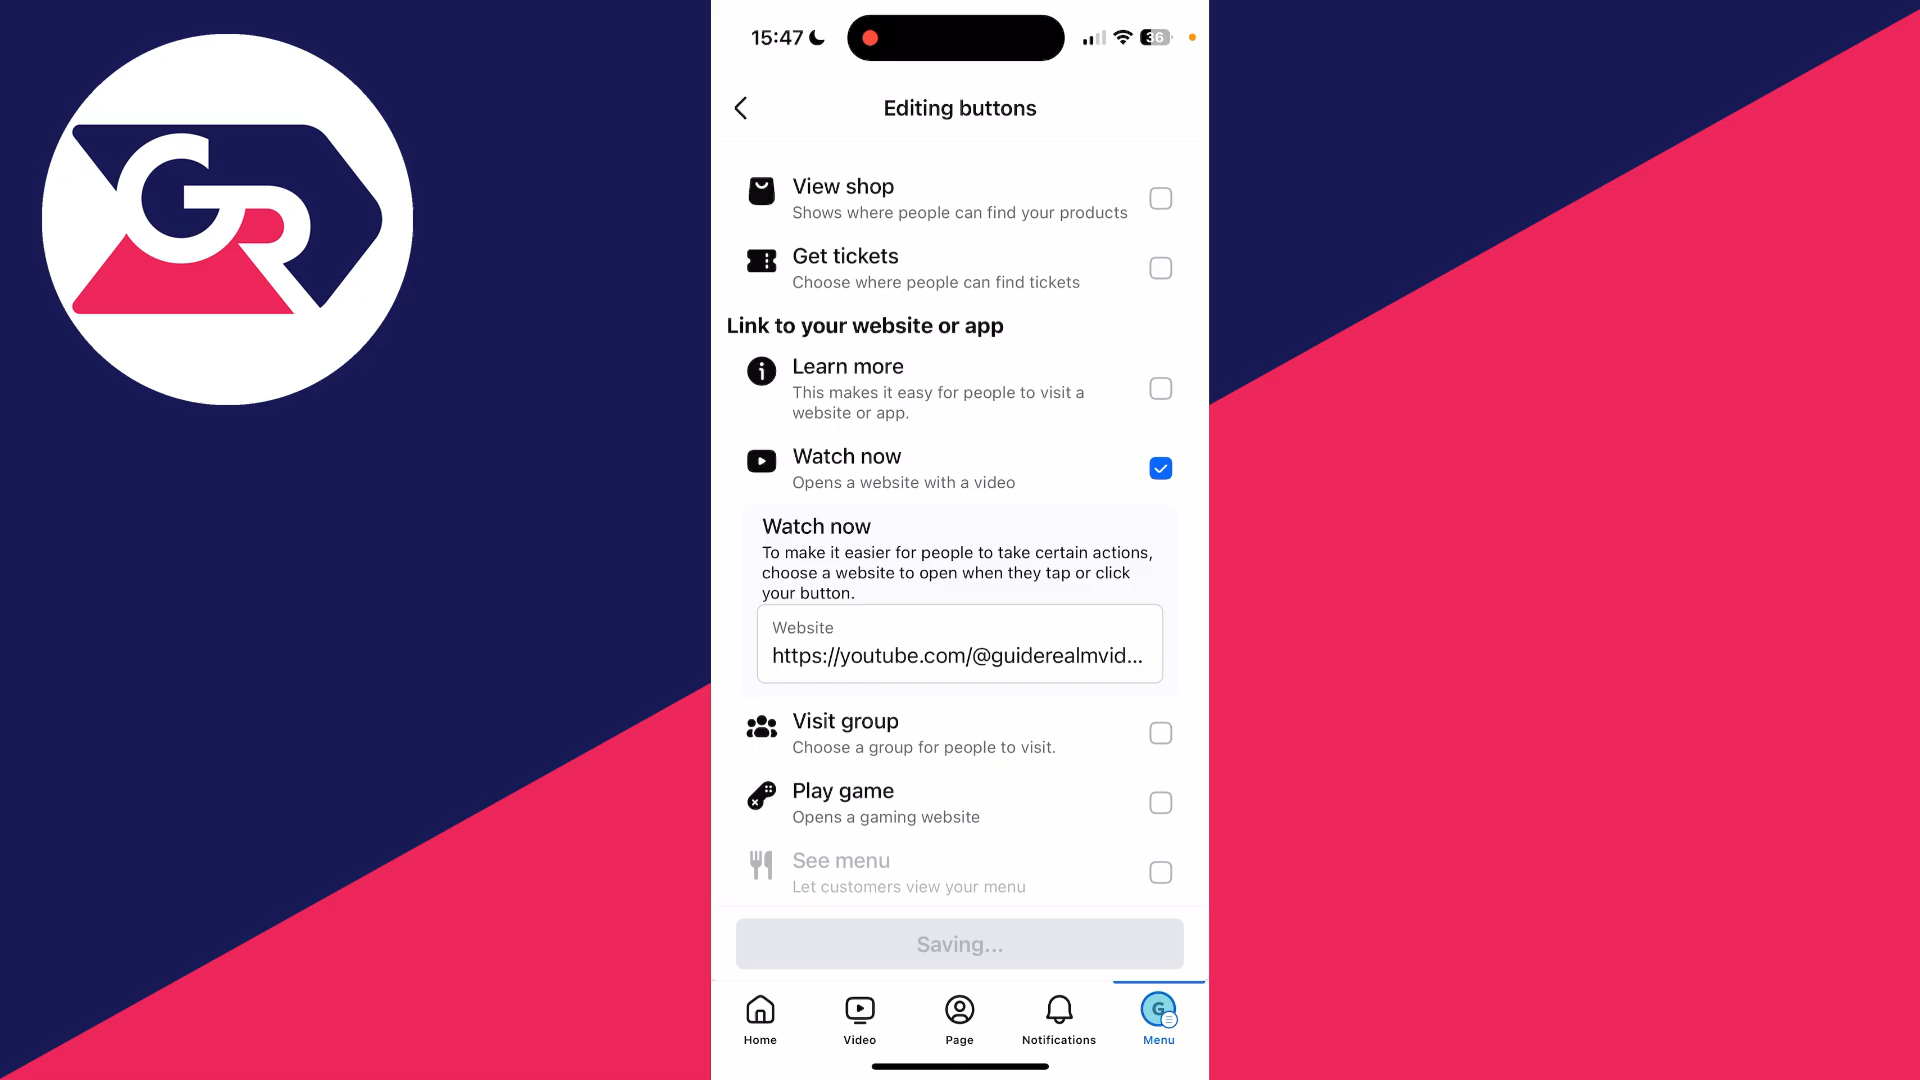 GR
15:47
36
Editing buttons
View shop
Shows where people can find your products
Get tickets
Choose where people can find tickets
Link to your website or app
Learn more
This makes it easy for people to visit a
website or app.
Watch now
Opens a website with a video
Watch now
To make it easier for people to take certain actions,
choose a website to open when they tap or click
your button.
Website
https://youtube.com/@guiderealmvid...
Visit group
Choose a group for people to visit.
Play game
Opens a gaming website
See menu
Let customers view your menu
Saving...
G
Home
Video
Page
Notifications
Menu